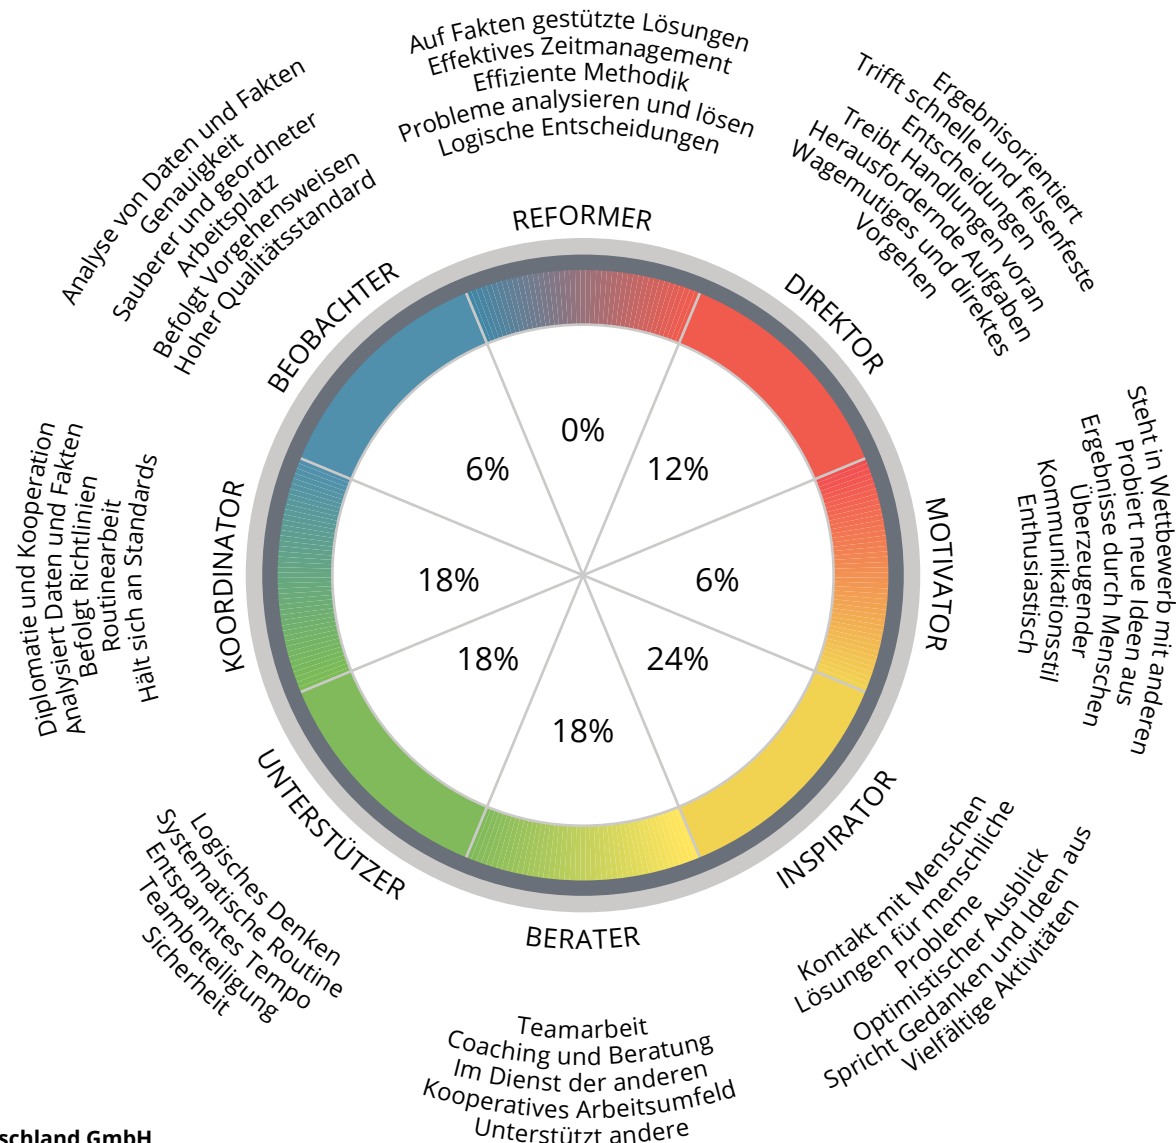 Auf Fakten gestützte Lösungen
Effektives Zeitmanagement
Effiziente Methodik
Probleme analysieren und lösen
Logische Entscheidungen
REFORMER
Ergebnisorientiert
Trifft schnelle und felsenfeste
Entscheidungen
Treibt Handlungen voran
Herausfordernde Aufgaben
Wagemutiges und direktes
Vorgehen
DIREKTOR
Steht in Wettbewerb mit anderen
Probiert neue Ideen aus
Ergebnisse durch Menschen
Überzeugender
Kommunikationsstil
Enthusiastisch
MOTIVATOR
Kontakt mit Menschen
Lösungen für menschliche
Probleme
Optimistischer Ausblick
Spricht Gedanken und Ideen aus
Vielfältige Aktivitäten
INSPIRATOR
BERATER
Teamarbeit
Coaching und Beratung
Im Dienst der anderen
Kooperatives Arbeitsumfeld
Unterstützt andere
UNTERSTÜTZER
Logisches Denken
Systematische Routine
Entspanntes Tempo
Teambeteiligung
Sicherheit
KOORDINATOR
Diplomatie und Kooperation
Analysiert Daten und Fakten
Befolgt Richtlinien
Routinearbeit
Hält sich an Standards
BEOBACHTER
Analyse von Daten und Fakten
Genauigkeit
Sauberer und geordneter
Arbeitsplatz
Befolgt Vorgehensweisen
Hoher Qualitätsstandard
0%
12%
6%
24%
18%
18%
18%
6%
schland GmbH